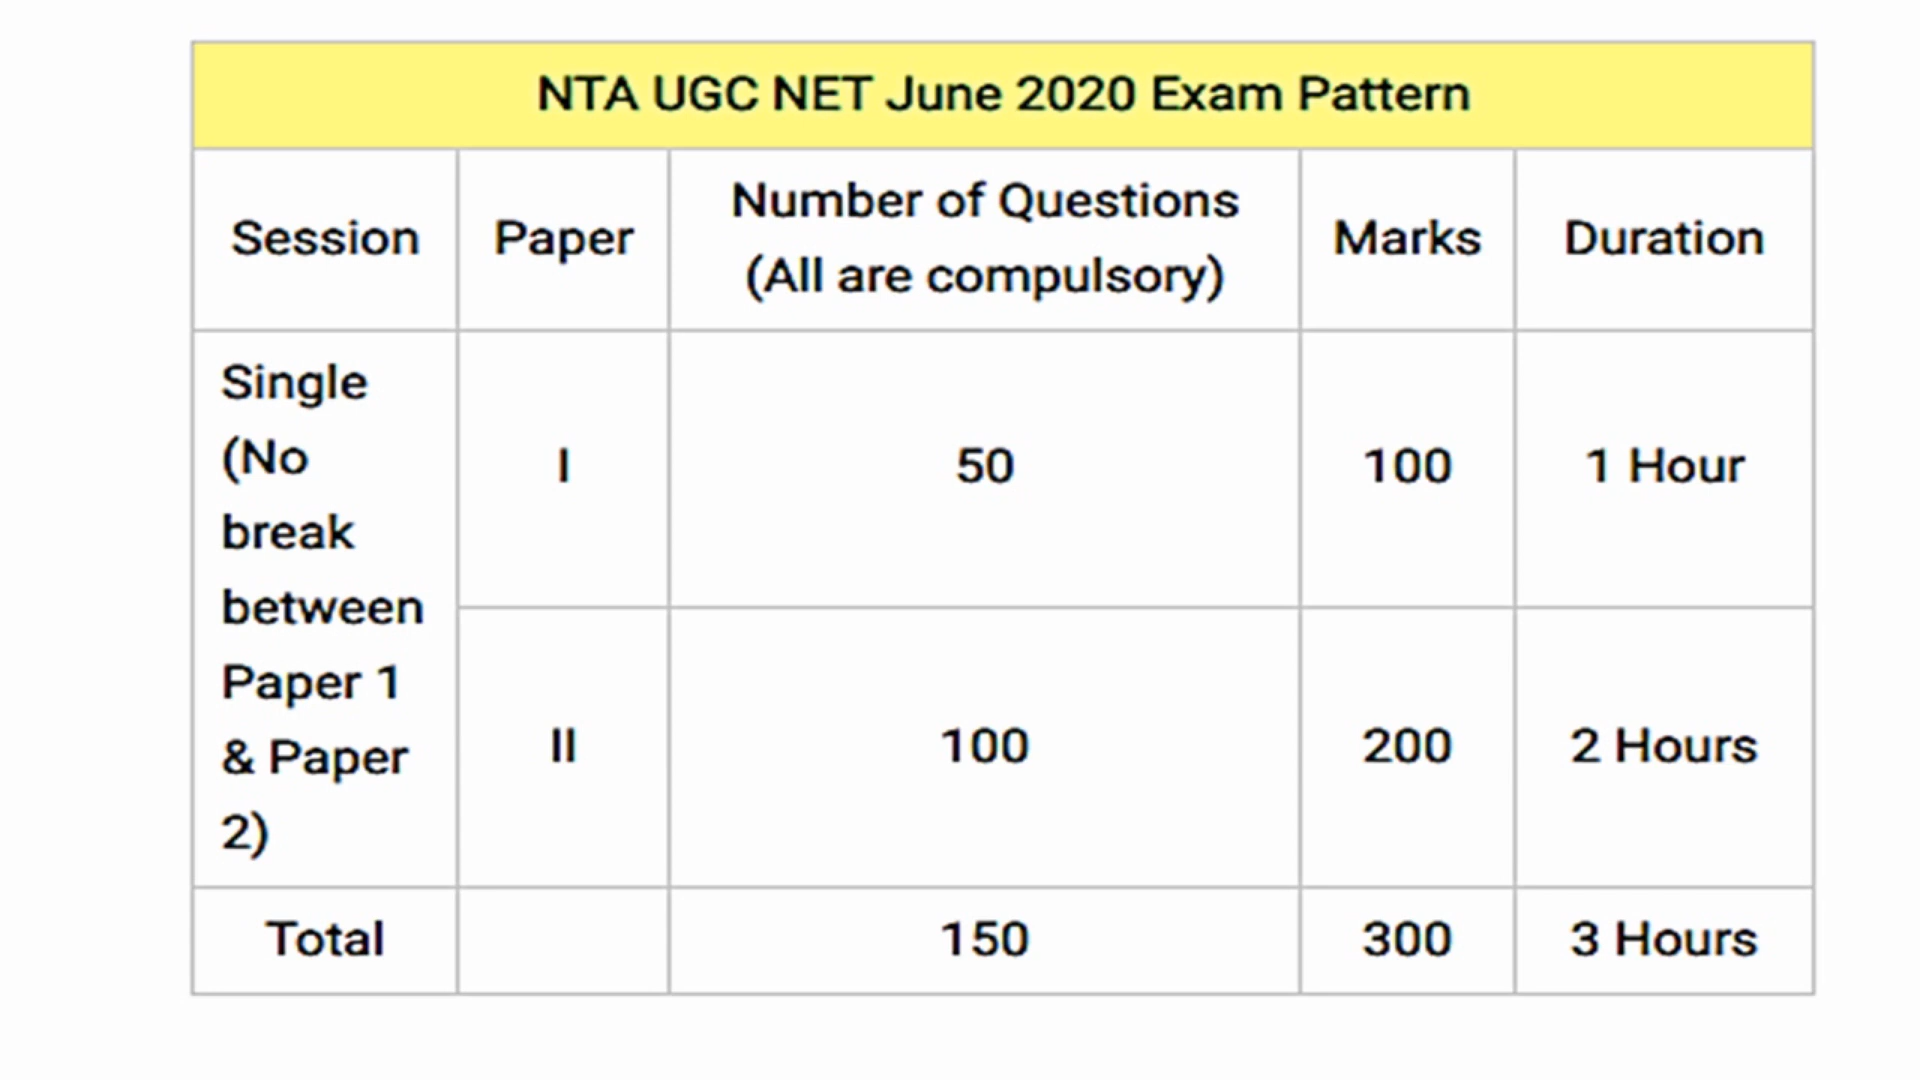 NTA UGC NET June 2020 Exam Pattern
Session
Paper
Number of Questions
(All are compulsory)
Marks
Duration
Single
(No
break
between
Paper 1
& Paper
2)
I
50
100
1 Hour
II
100
200
2 Hours
Total
150
300
3 Hours